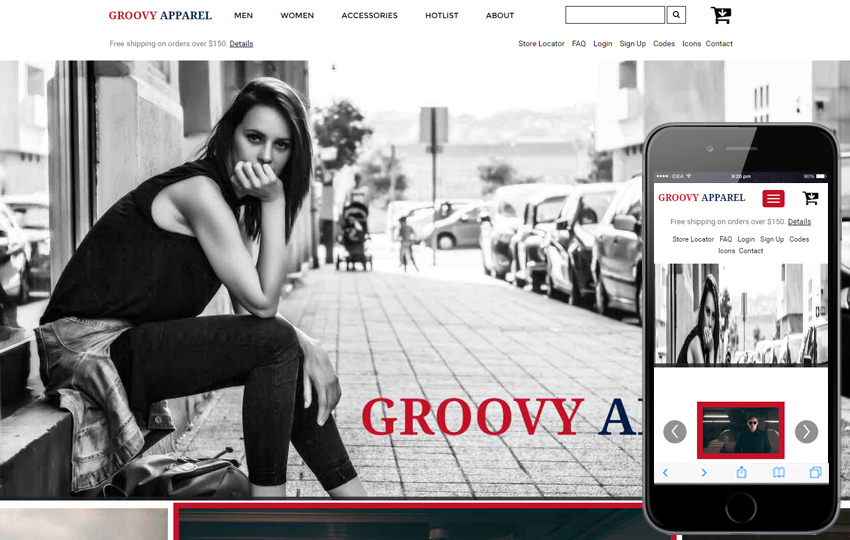 GROOVY APPAREL MEN WOMEN ACCESSORIES HOTLIST ABOUT
Free shipping on orders over $150. Details Store Locator FAQ Login Sign Up Codes Icons Contact
GROOVY A
IDEA 9:20 pm 90%
GROOVY APPAREL
Free shipping on orders over $150. Details
Store Locator FAQ Login Sign Up Codes
Icons Contact